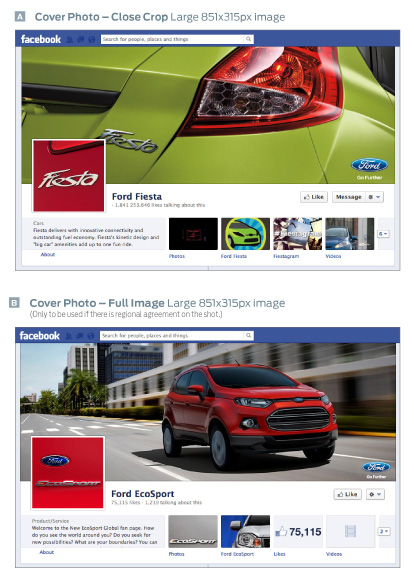 A Cover Photo – Close Crop Large 851x315px image
facebook Search for people, places and things
Fiesta
Ford
Go Further
Fiesta
Ford Fiesta
Like Message
talking about this
Cars
Fiesta delivers with innovative connectivity and
outstanding fuel economy. Fiesta's kinetic design and
"big car" amenities add up to one fun ride.
About
Photos Ford Fiesta Fiestagram Videos
6
B Cover Photo – Full Image Large 851x315px image
(Only to be used if there is regional agreement on the shot.)
facebook Search for people, places and things
Ford
Go Further
Ford
ECOSPORT
Ford EcoSport
Like
75,115 likes · 1,219 talking about this
Product/Service
Welcome to the New EcoSport Global fan page. How
do you see the world around you? Do you seek for
new possibilities? What are your boundaries? You can
About
ECOSPORT
75,115
Photos Ford EcoSport Likes Videos
2